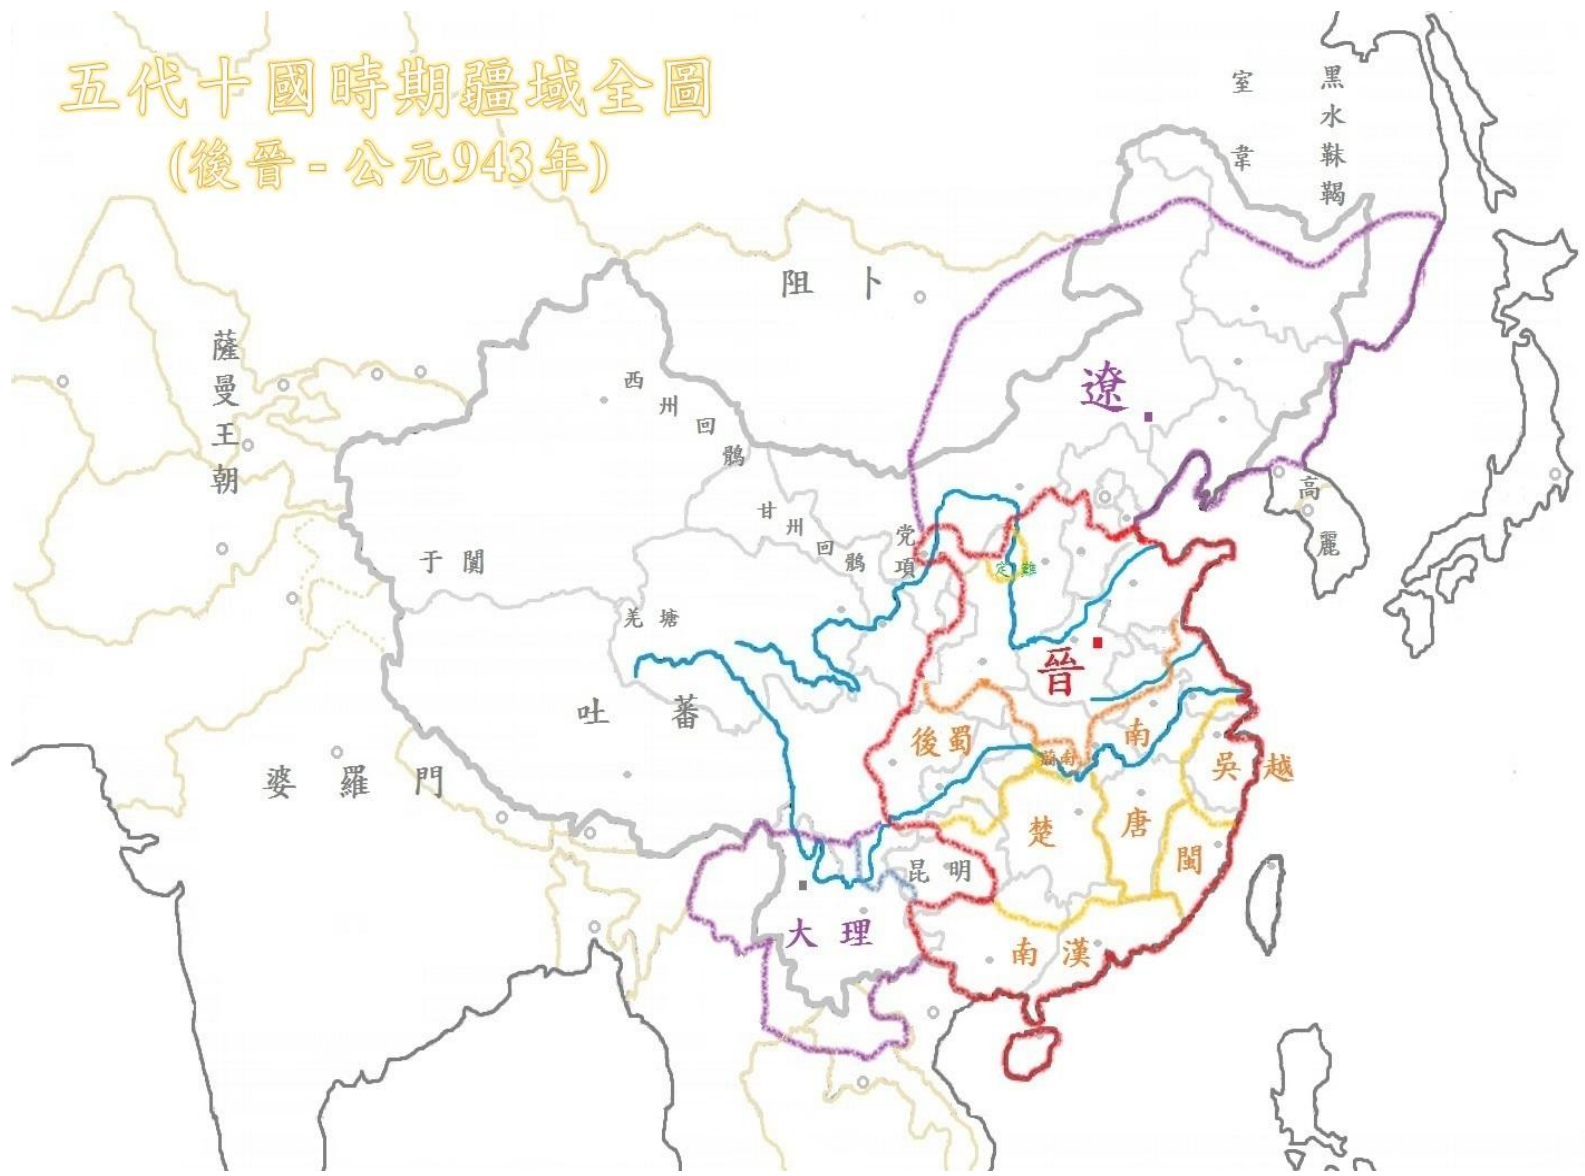 五代十國時期疆域全圖
(後晉 - 公元943年)
室韋
黑水靺鞨
阻卜
薩曼王朝
西州回鶻
遼
甘州回鶻
党項
高麗
于闐
定難
羌塘
晉
吐蕃
後蜀
南唐
南
吳越
婆羅門
楚
閩
昆明
大理
南漢